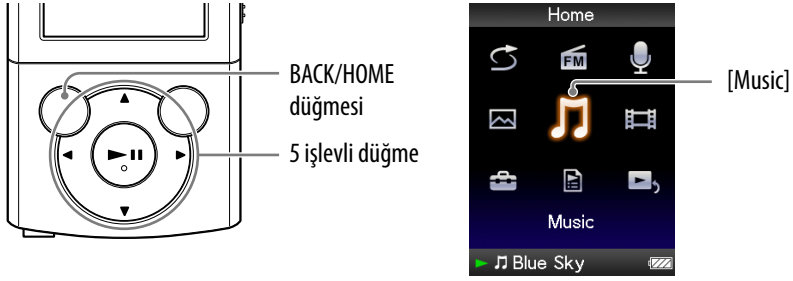 BACK/HOME
düğmesi
5 işlevli düğme
Home
FM
[Music]
Music
Blue Sky